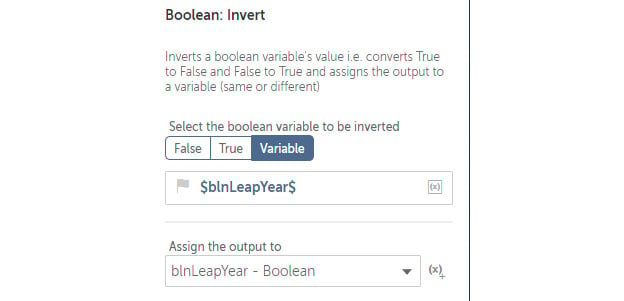 Boolean: Invert
Inverts a boolean variable's value i.e. converts True
to False and False to True and assigns the output to
a variable (same or different)
Select the boolean variable to be inverted
False True Variable
$blnLeapYear$ (x)
Assign the output to
blnLeapYear - Boolean (x)+